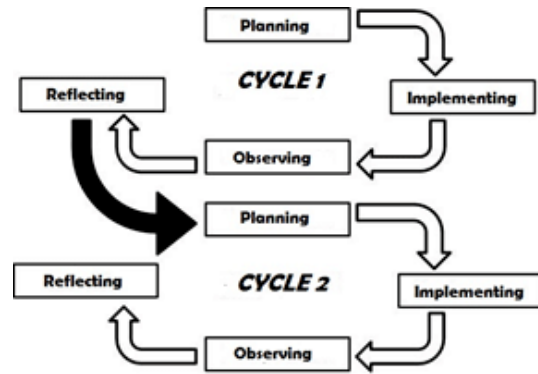 Planning
CYCLE 1
Reflecting
Implementing
Observing
Planning
CYCLE 2
Reflecting
Implementing
Observing